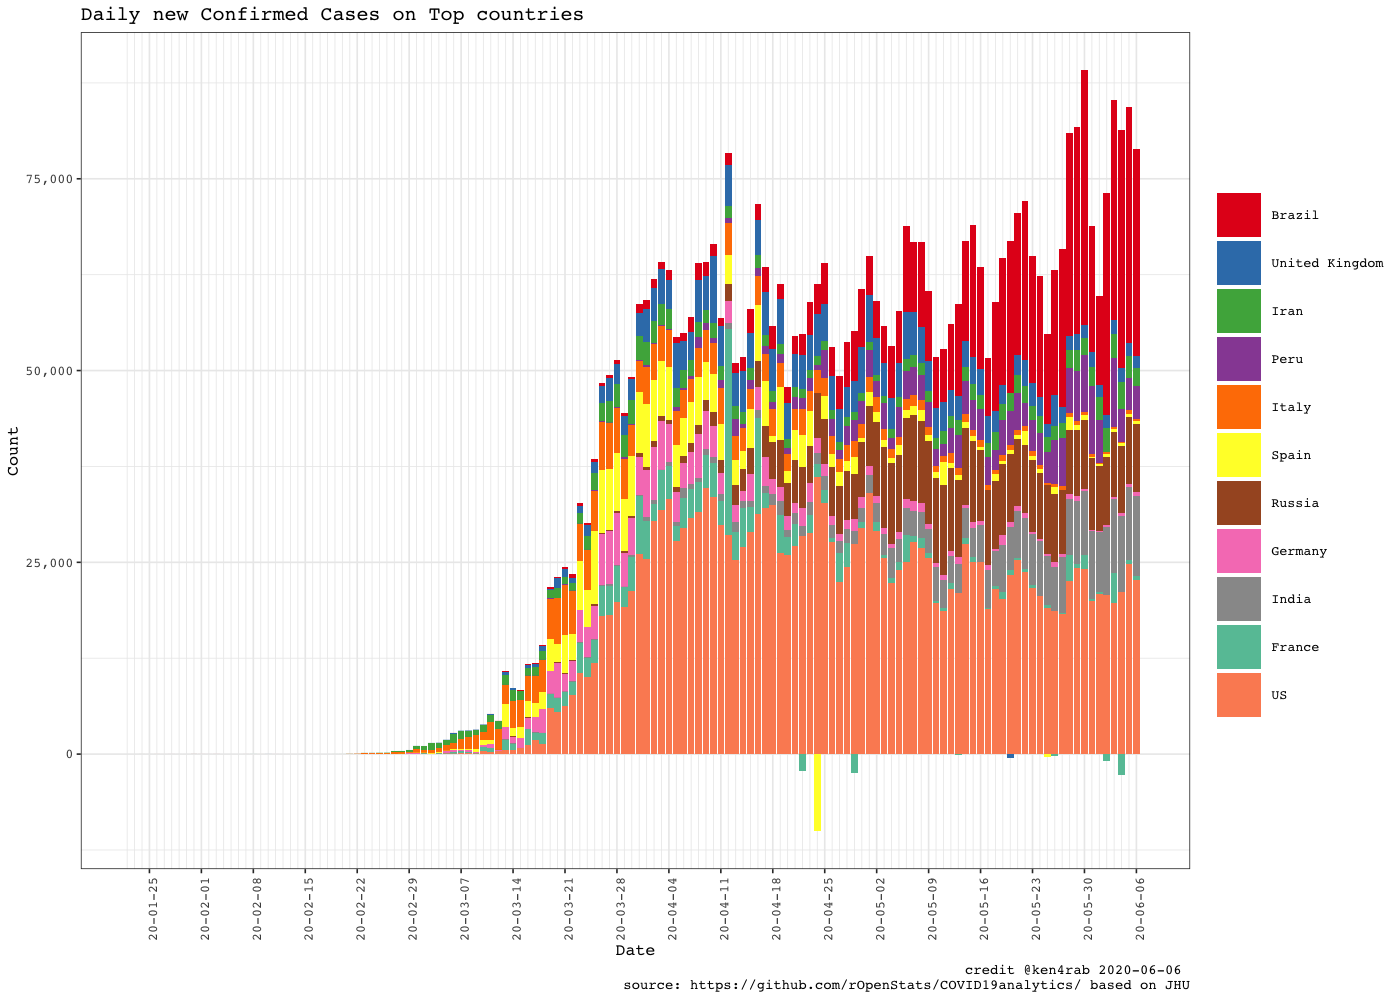 Daily new Confirmed Cases on Top countries
Count
75,000
50,000
25,000
0
20-01-25
20-02-01
20-02-08
20-02-15
20-02-22
20-02-29
20-03-07
20-03-14
20-03-21
20-03-28
20-04-04
20-04-11
20-04-18
20-04-25
20-05-02
20-05-09
20-05-16
20-05-23
20-05-30
20-06-06
Date
Brazil
United Kingdom
Iran
Peru
Italy
Spain
Russia
Germany
India
France
US
credit @ken4rab 2020-06-06
source: https://github.com/rOpenStats/COVID19analytics/ based on JHU